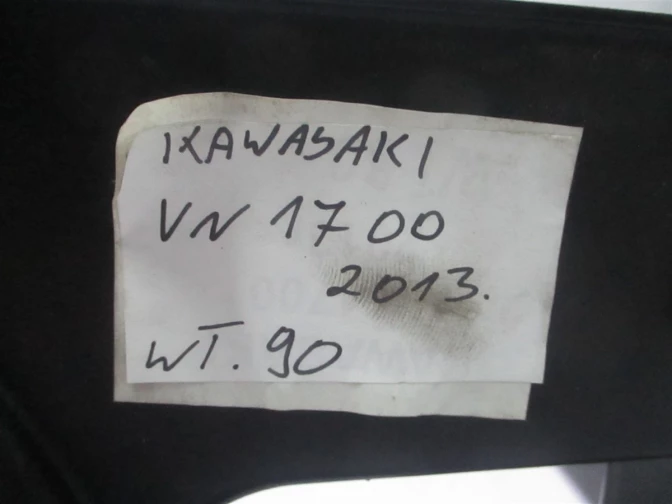 KAWASAKI
VN 1700
2013.
WT. 90